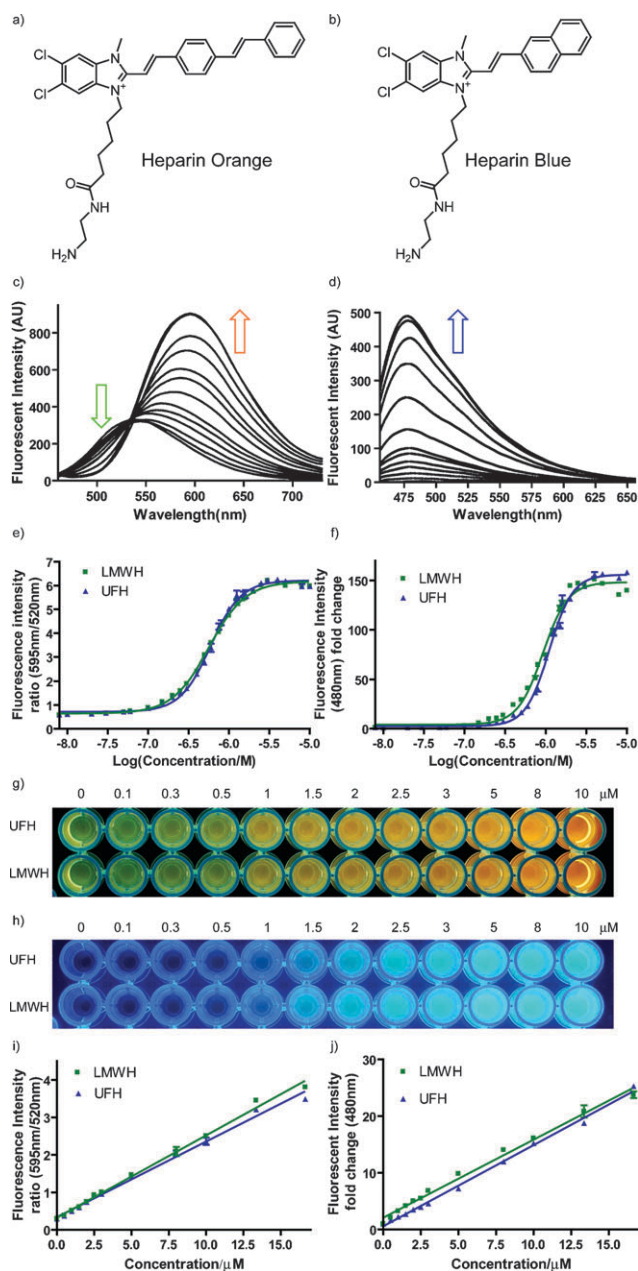 a)
b)
N
N+
Cl
Cl
O
NH
H2N
Heparin Orange
N
N+
Cl
Cl
O
NH
H2N
Heparin Blue
c)
Fluorescent Intensity (AU)
800
600
400
200
0
500 550 600 650 700
Wavelength(nm)
d)
Fluorescent Intensity (AU)
500
400
300
200
100
0
475 500 525 550 575 600 625 650
Wavelength(nm)
e)
Fluorescence Intensity
ratio (595nm/520nm)
7
6
5
4
3
2
1
0
LMWH
UFH
-8.0 -7.5 -7.0 -6.5 -6.0 -5.5 -5.0
Log(Concentration/M)
f)
Fluorescence Intensity
(480nm) fold change
150
100
50
0
LMWH
UFH
-8.0 -7.5 -7.0 -6.5 -6.0 -5.5 -5.0
Log(Concentration/M)
g)
0 0.1 0.3 0.5 1 1.5 2 2.5 3 5 8 10 μM
UFH
LMWH
h)
0 0.1 0.3 0.5 1 1.5 2 2.5 3 5 8 10 μM
UFH
LMWH
i)
Fluorescence Intensity
ratio (595nm/520nm)
4
3
2
1
0
LMWH
UFH
0.0 2.5 5.0 7.5 10.0 12.5 15.0
Concentration/μM
j)
Fluorescent Intensity
fold change (480nm)
30
20
10
0
LMWH
UFH
0.0 2.5 5.0 7.5 10.0 12.5 15.0
Concentration/μM